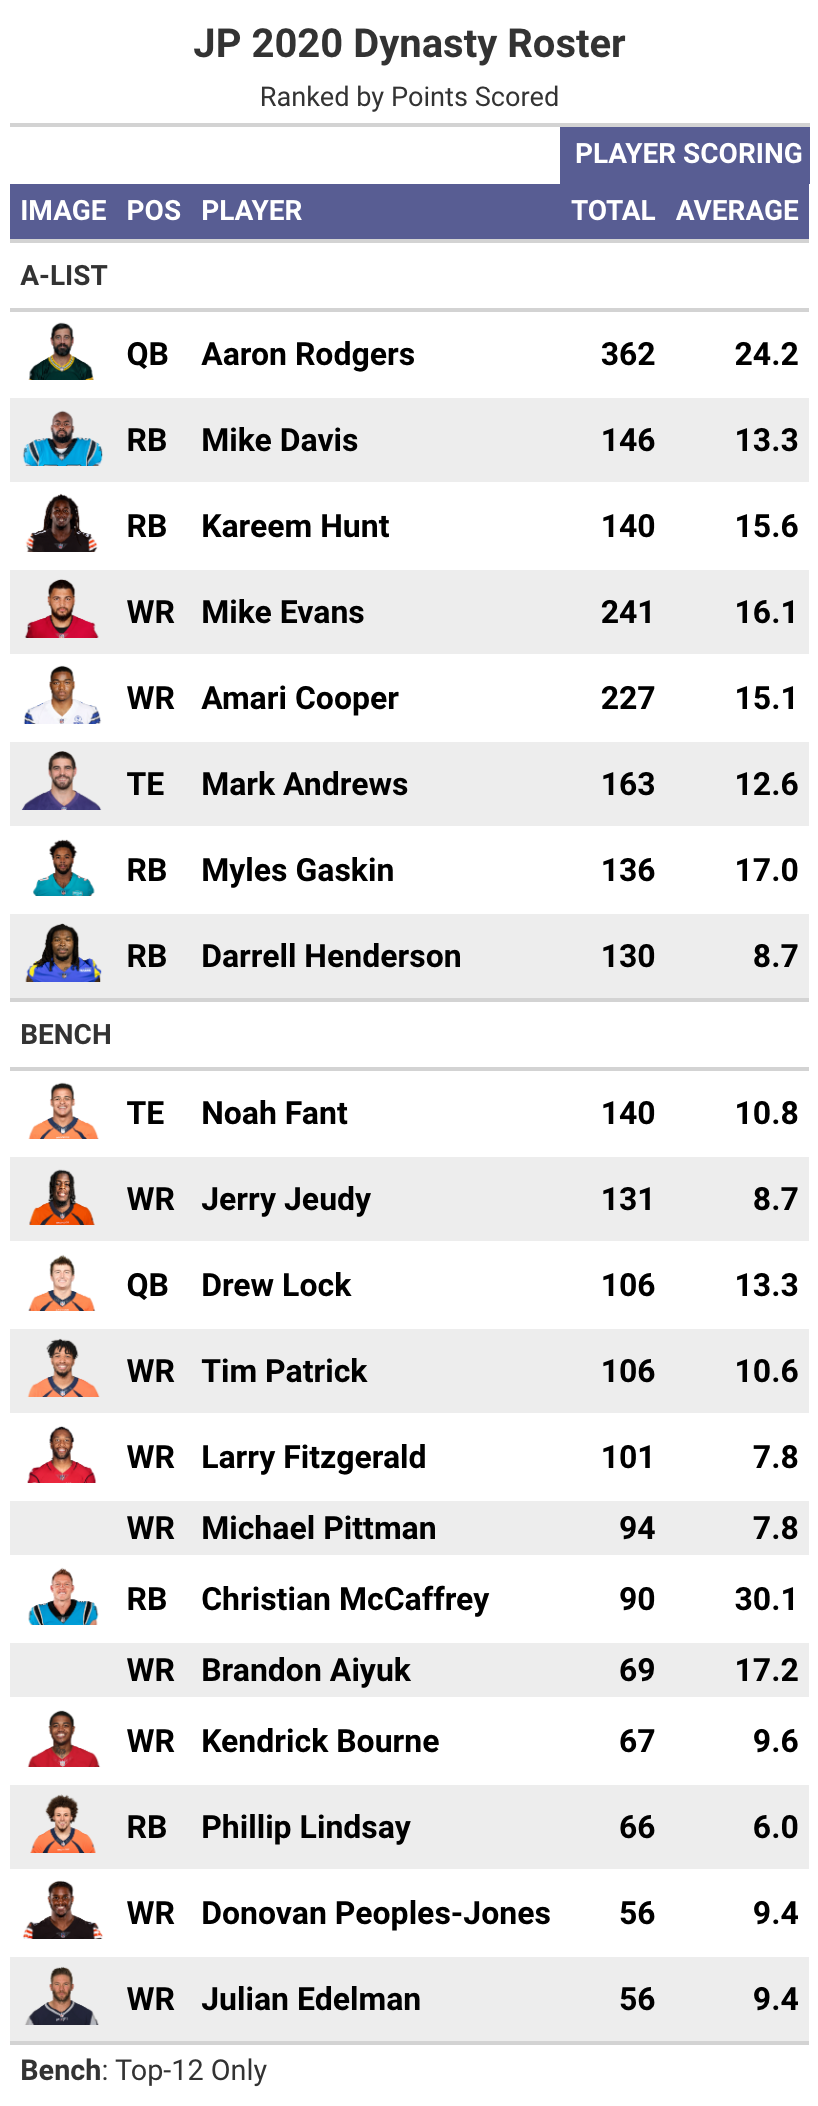 JP 2020 Dynasty Roster
Ranked by Points Scored
PLAYER SCORING
IMAGE POS PLAYER TOTAL AVERAGE
A-LIST
QB Aaron Rodgers 362 24.2
RB Mike Davis 146 13.3
RB Kareem Hunt 140 15.6
WR Mike Evans 241 16.1
WR Amari Cooper 227 15.1
TE Mark Andrews 163 12.6
RB Myles Gaskin 136 17.0
RB Darrell Henderson 130 8.7
BENCH
TE Noah Fant 140 10.8
WR Jerry Jeudy 131 8.7
QB Drew Lock 106 13.3
WR Tim Patrick 106 10.6
WR Larry Fitzgerald 101 7.8
WR Michael Pittman 94 7.8
RB Christian McCaffrey 90 30.1
WR Brandon Aiyuk 69 17.2
WR Kendrick Bourne 67 9.6
RB Phillip Lindsay 66 6.0
WR Donovan Peoples-Jones 56 9.4
WR Julian Edelman 56 9.4
Bench: Top-12 Only